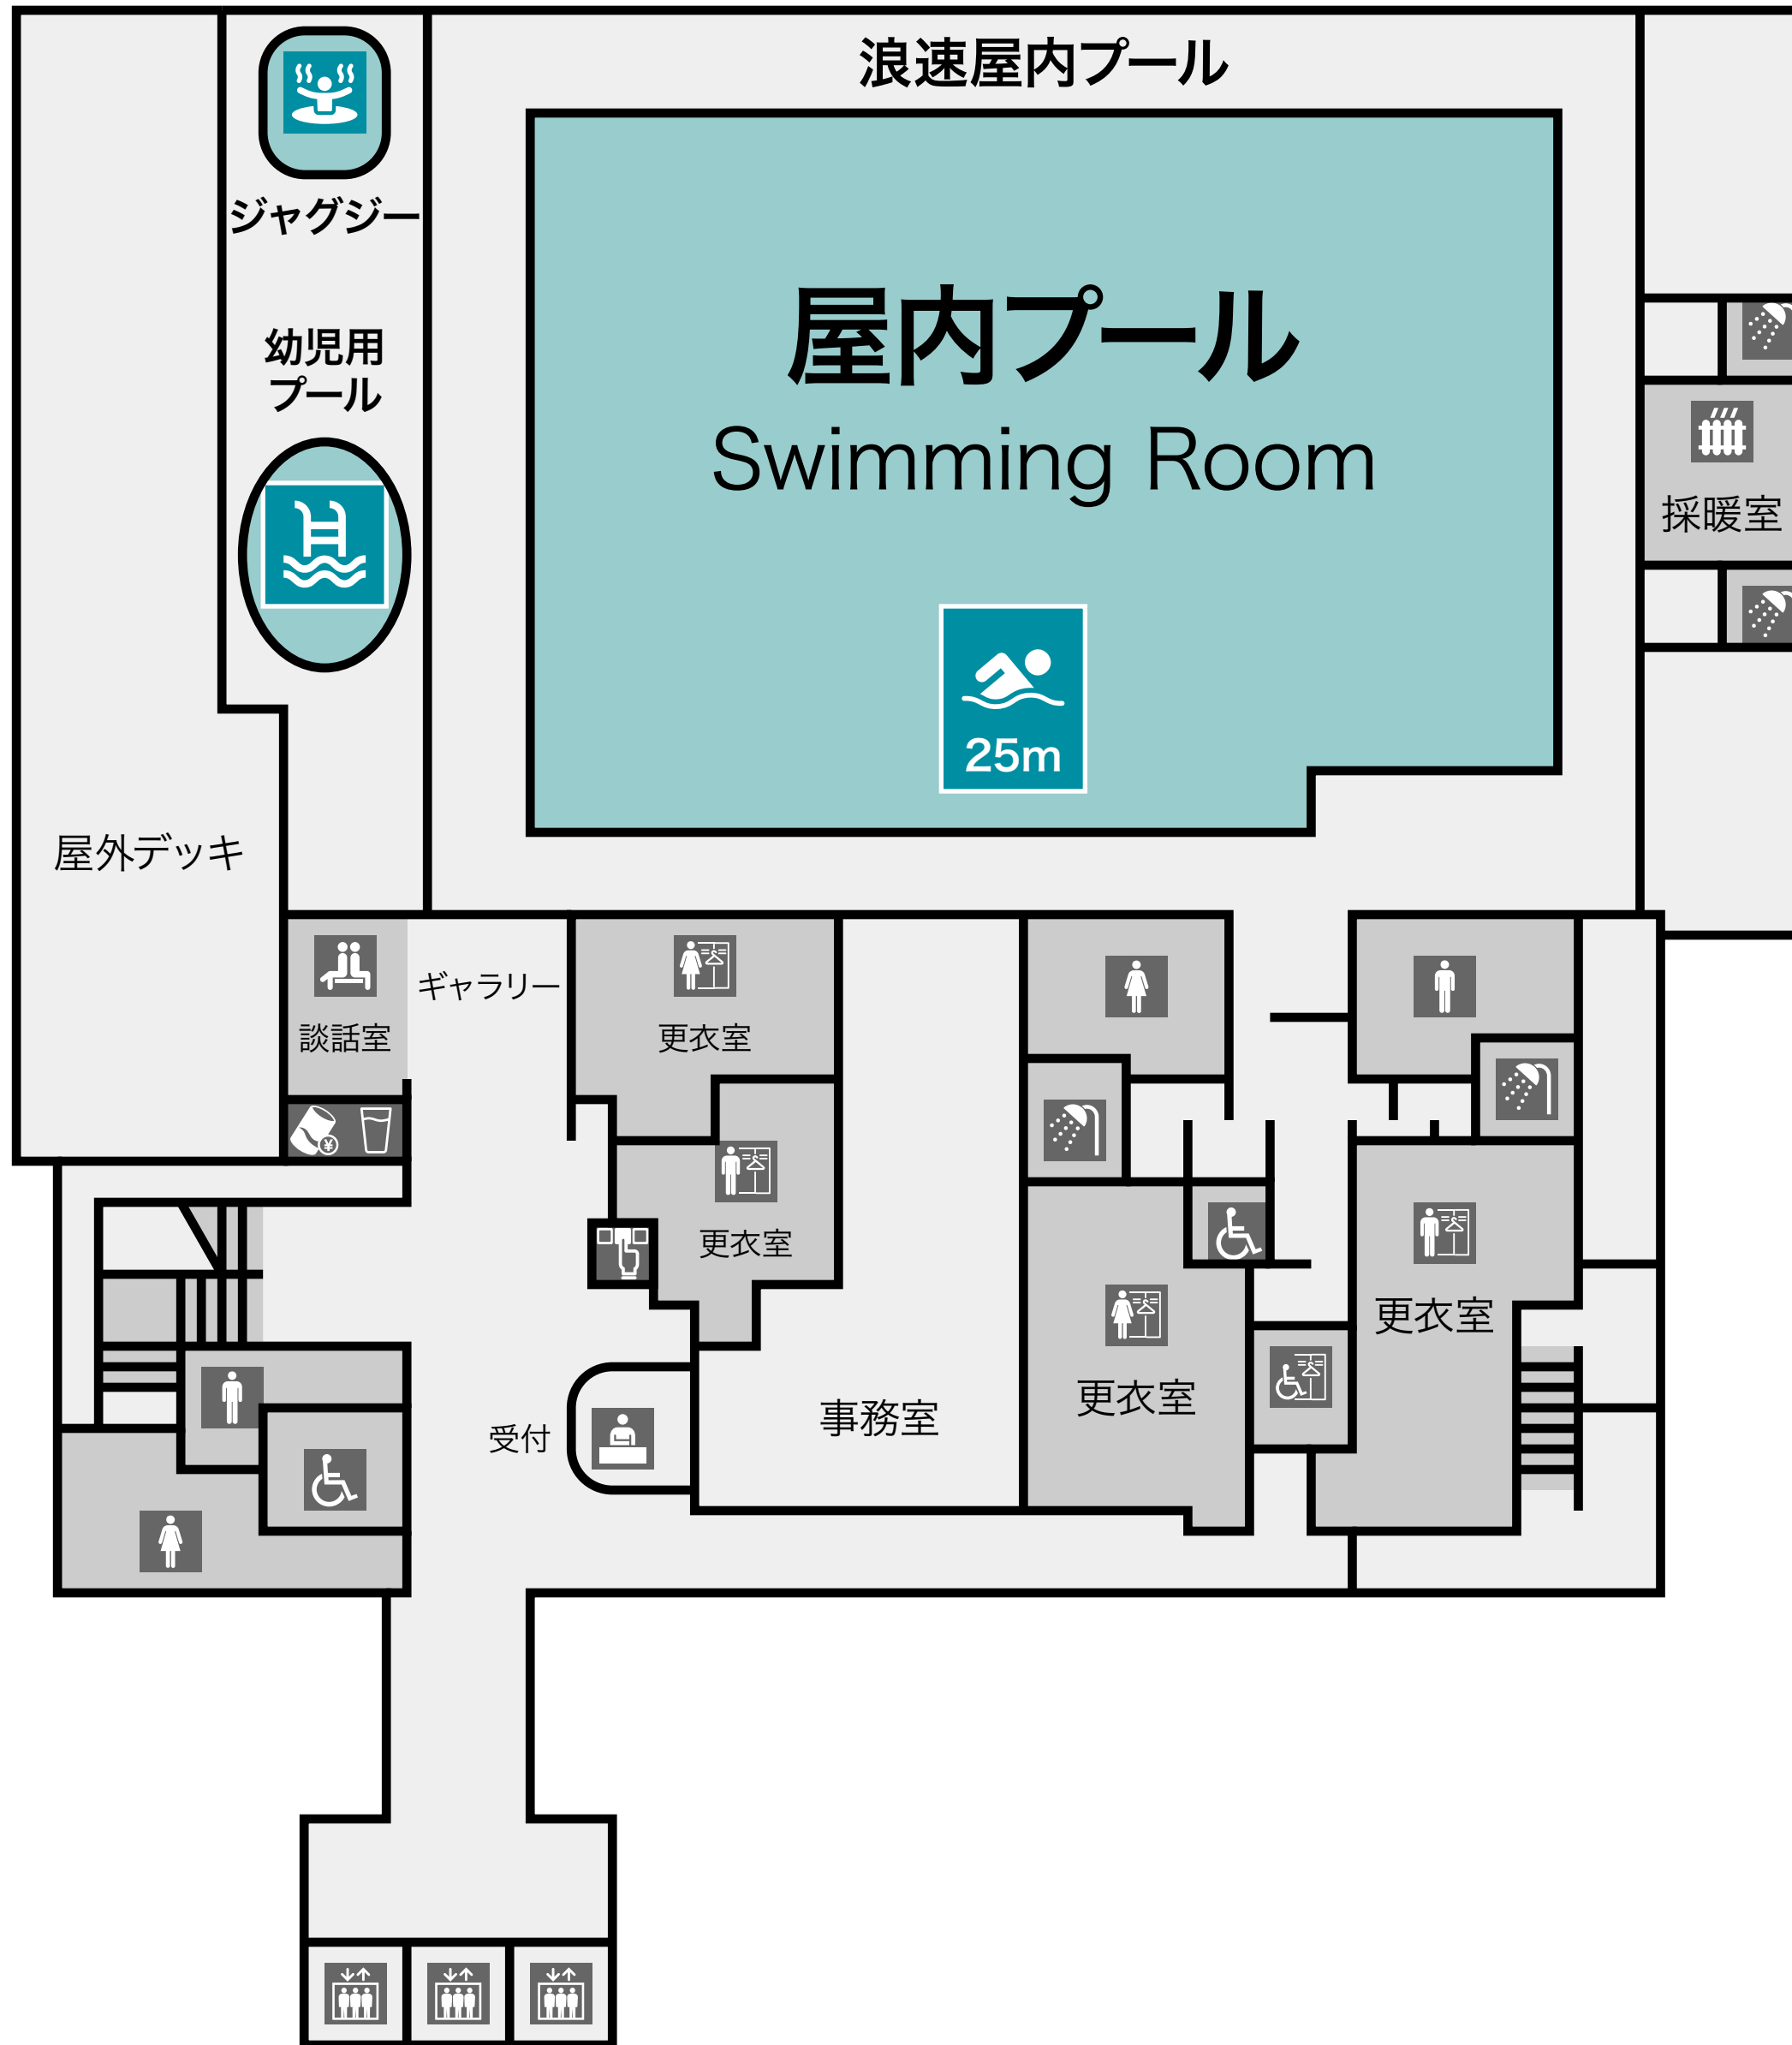 浪速屋内プール
ジャグジー
屋内プール
Swimming Room
幼児用
プール
採暖室
25m
屋外デッキ
談話室
ギャラリー
更衣室
¥
更衣室
更衣室
更衣室
受付
事務室